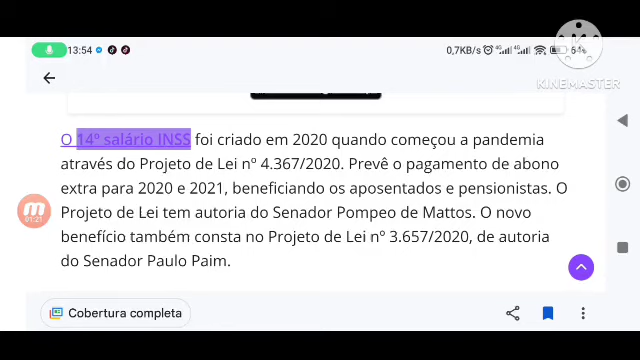 13:54
0,7KB/s
64%
K
KINEMASTER
O 14º salário INSS foi criado em 2020 quando começou a pandemia
através do Projeto de Lei nº 4.367/2020. Prevê o pagamento de abono
extra para 2020 e 2021, beneficiando os aposentados e pensionistas. O
Projeto de Lei tem autoria do Senador Pompeo de Mattos. O novo
benefício também consta no Projeto de Lei nº 3.657/2020, de autoria
do Senador Paulo Paim.
01:21
Cobertura completa